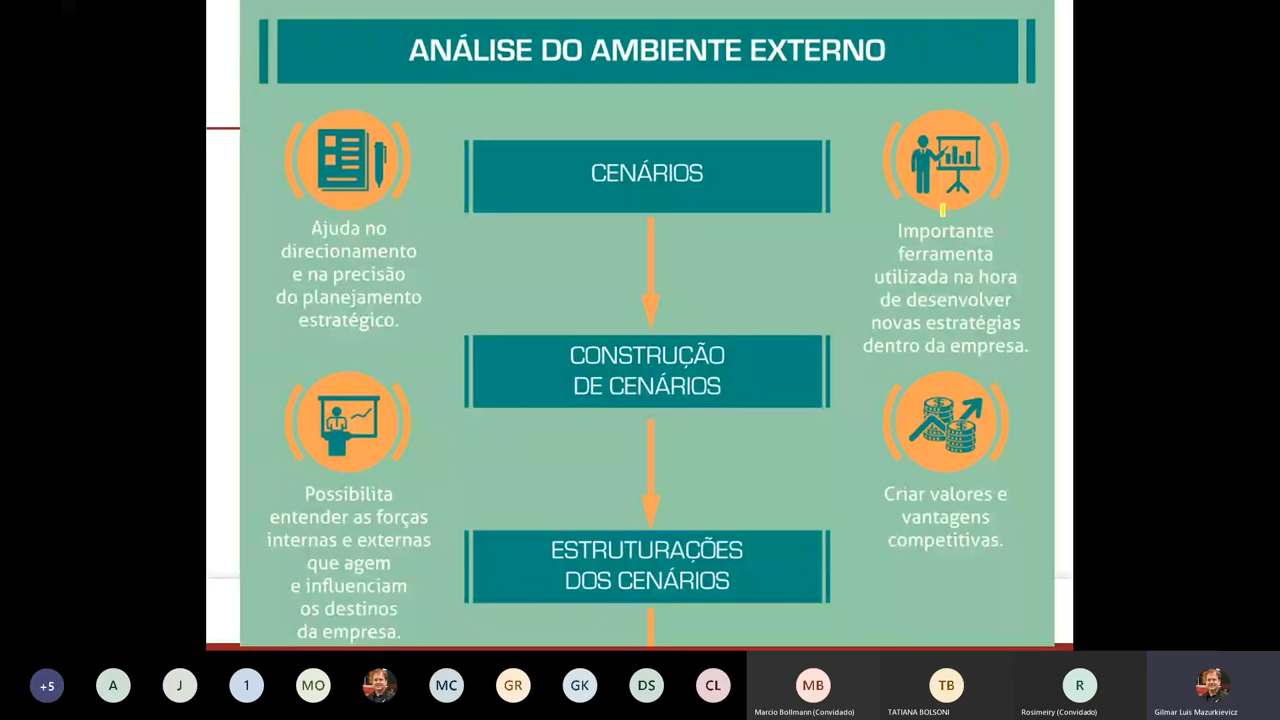 ANÁLISE DO AMBIENTE EXTERNO
CENÁRIOS
Ajuda no
direcionamento
e na precisão
do planejamento
estratégico.
Importante
ferramenta
utilizada na hora
de desenvolver
novas estratégias
dentro da empresa.
CONSTRUÇÃO
DE CENÁRIOS
Possibilita
entender as forças
internas e externas
que agem
e influenciam
os destinos
da empresa.
Criar valores e
vantagens
competitivas.
ESTRUTURAÇÕES
DOS CENÁRIOS
+5
A
J
1
MO
MC
GR
GK
DS
CL
MB
TB
R
Marcio Bollmann (Convidado)
TATIANA BOLSONI
Rosimeiry (Convidado)
Gilmar Luis Mazurkievicz